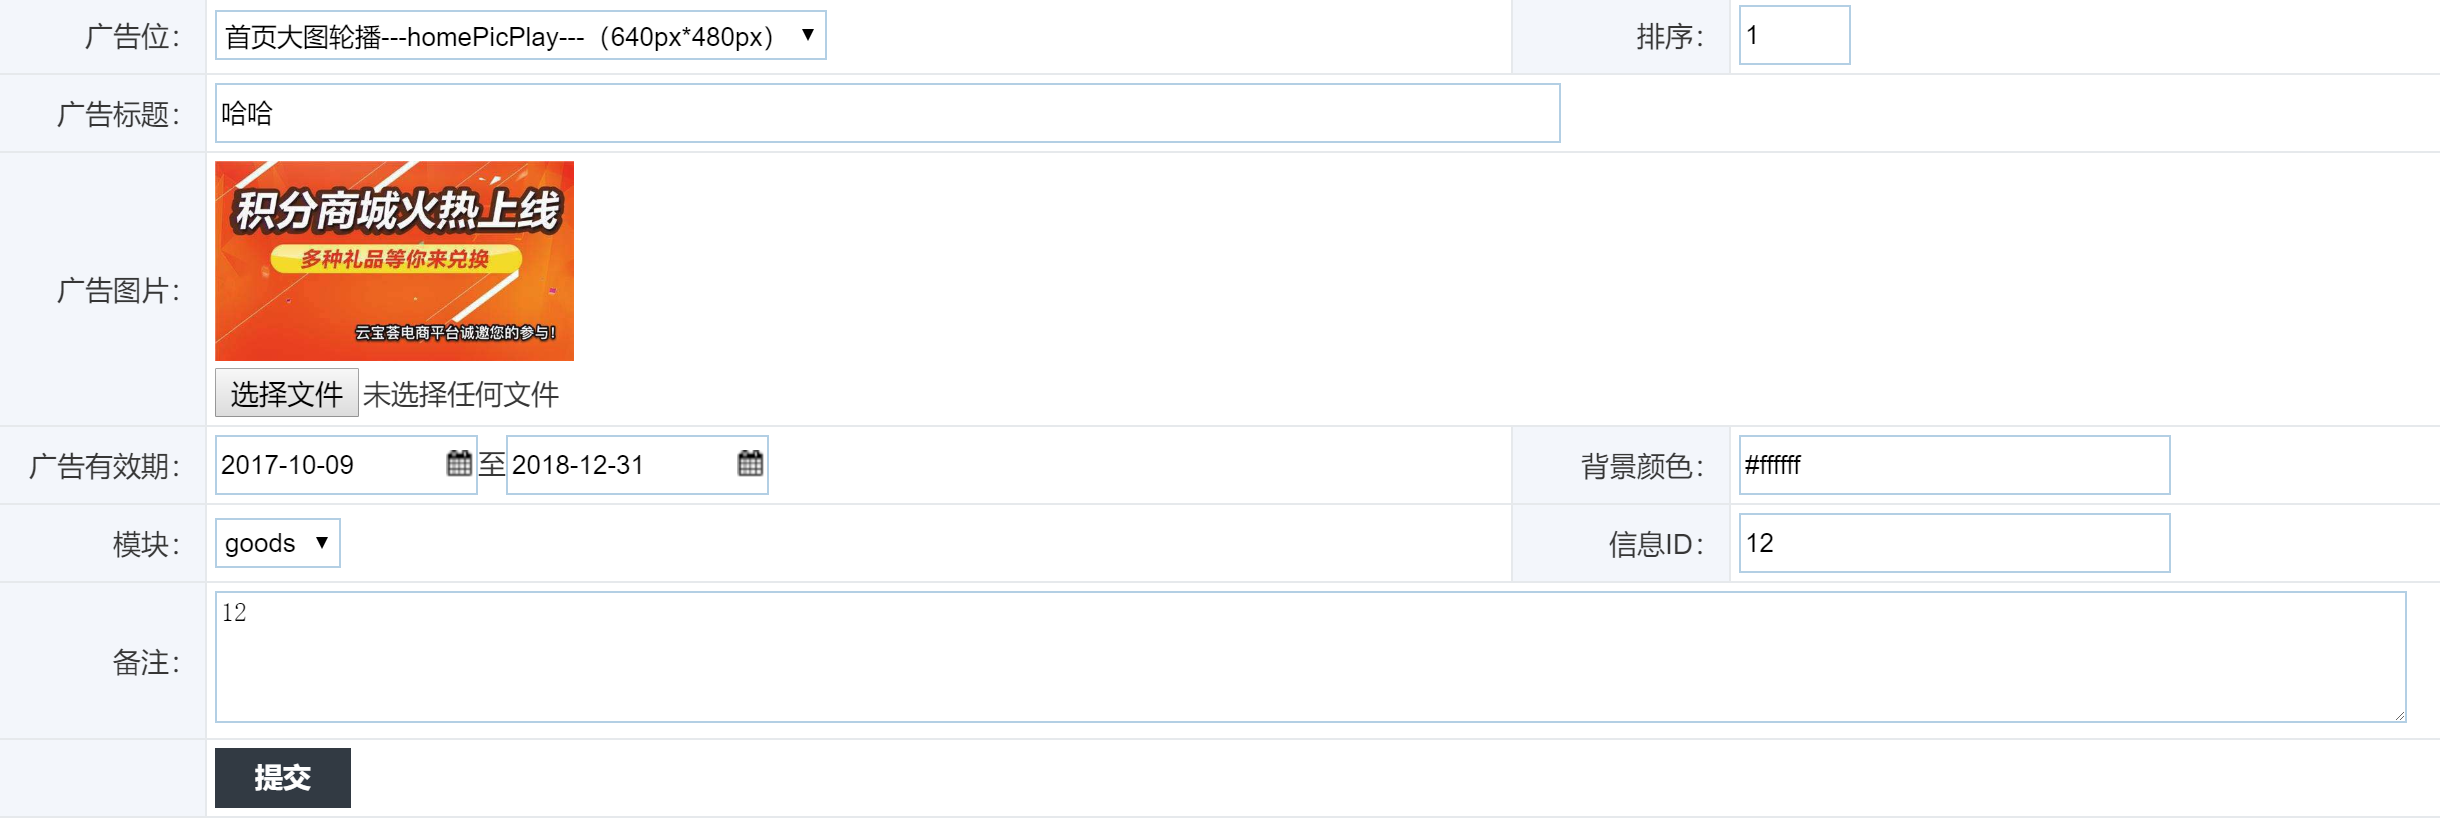 广告位：
首页大图轮播---homePicPlay---（640px*480px）
排序：
1
广告标题：
哈哈
广告图片：
积分商城火热上线
多种礼品等你来兑换
云宝荟电商平台诚邀您的参与！
选择文件 未选择任何文件
广告有效期：
2017-10-09 至 2018-12-31
背景颜色：
#ffffff
模块：
goods
信息ID：
12
备注：
12
提交